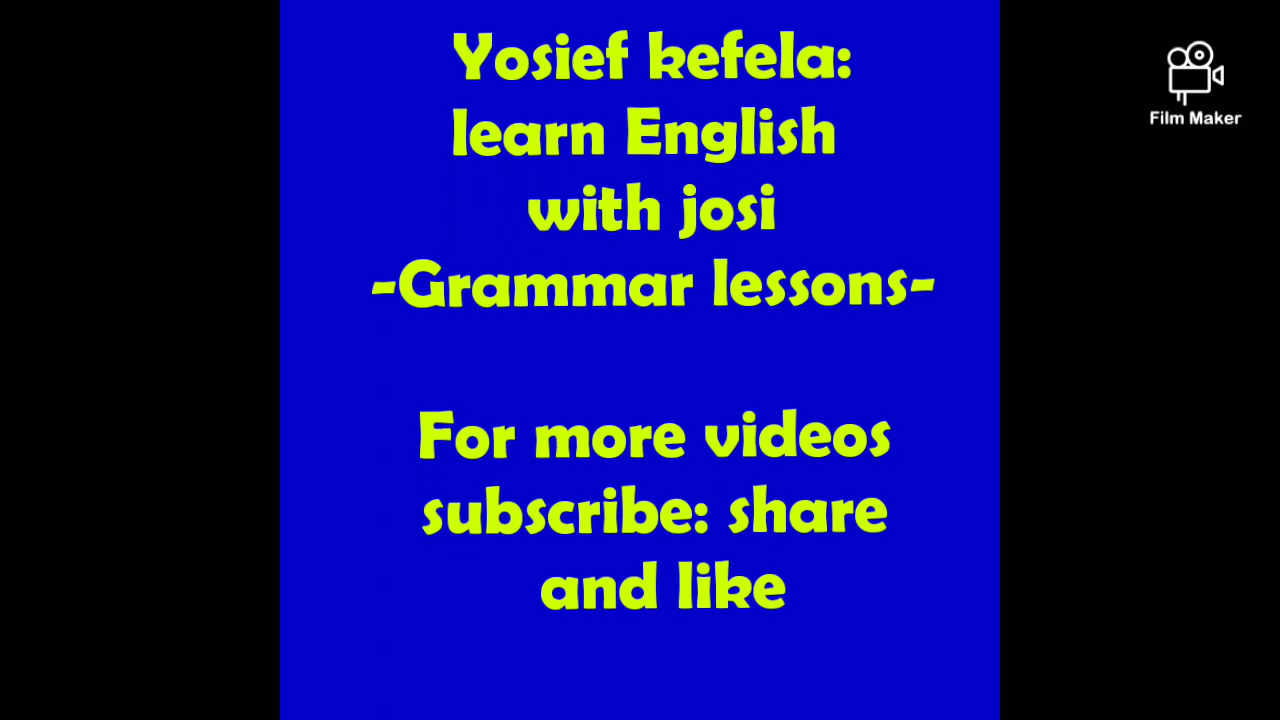 Yosief kefela:
learn English
with josi
-Grammar lessons-
For more videos
subscribe: share
and like
Film Maker